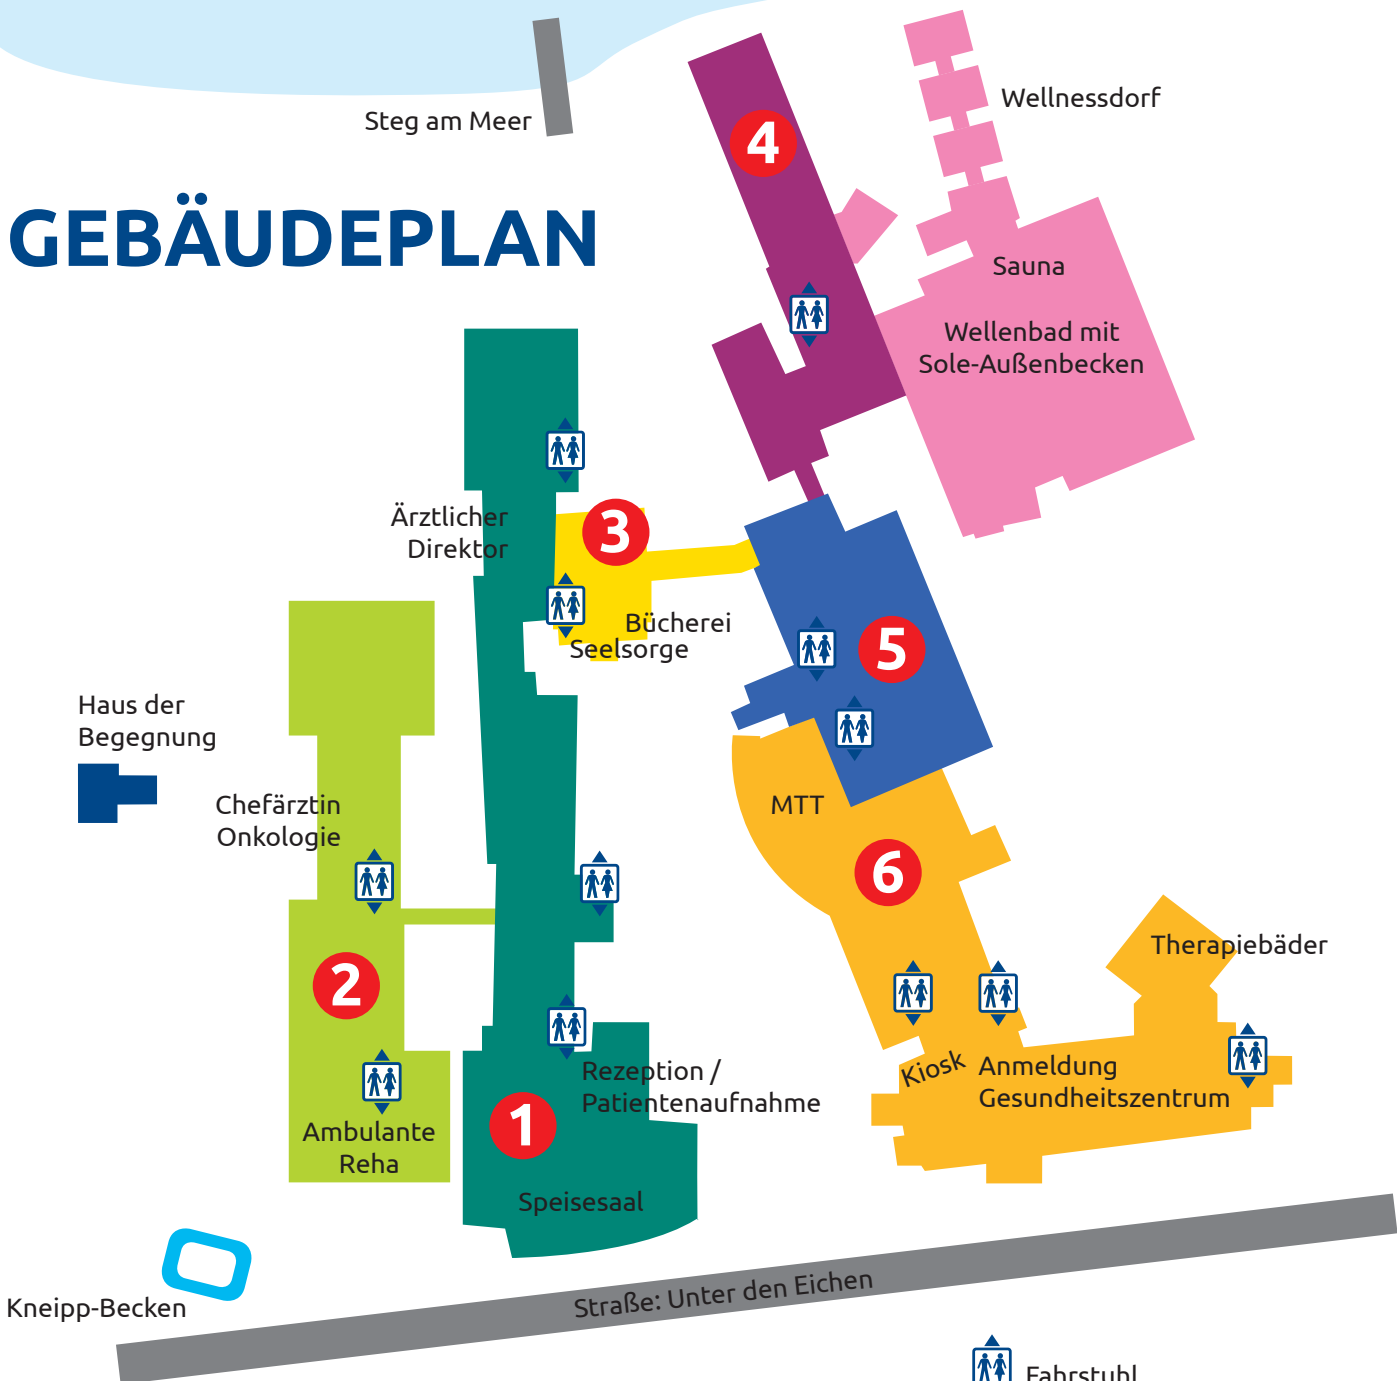 Steg am Meer
Wellnessdorf
4
GEBÄUDEPLAN
Sauna
Wellenbad mit
Sole-Außenbecken
Ärztlicher
Direktor
3
Bücherei
Seelsorge
5
Haus der
Begegnung
Chefärztin
Onkologie
MTT
6
Therapiebäder
2
Kiosk
Anmeldung
Gesundheitszentrum
Rezeption /
Patientenaufnahme
1
Ambulante
Reha
Speisesaal
Kneipp-Becken
Straße: Unter den Eichen
Fahrstuhl